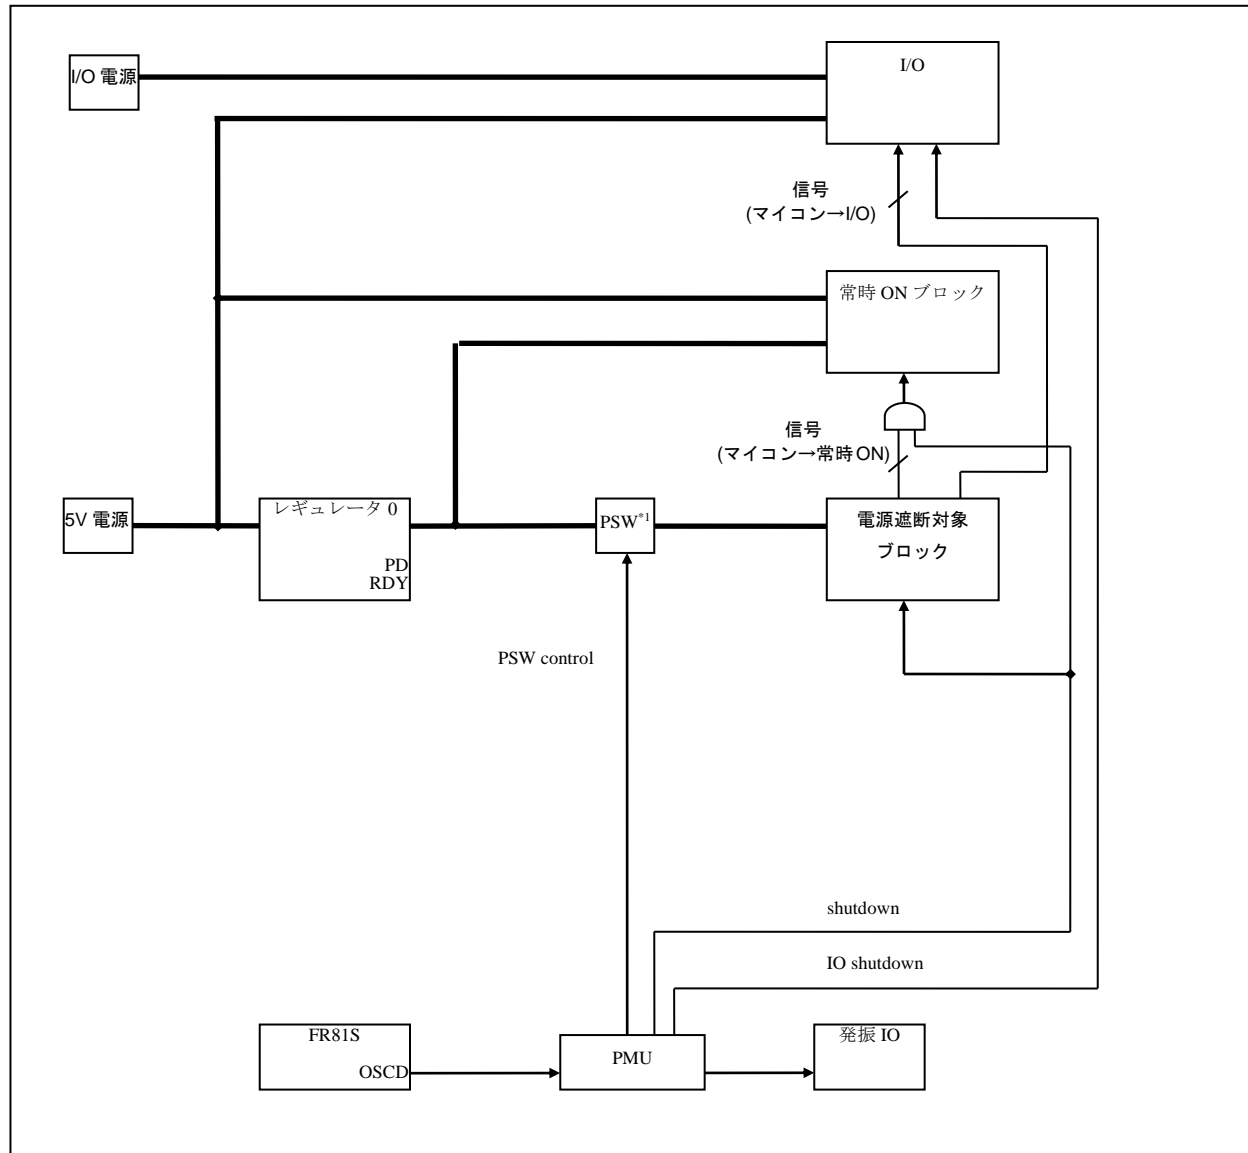 I/O 電源
I/O
信号
(マイコン→I/O)
常時 ON ブロック
信号
(マイコン→常時 ON)
5V 電源
レギュレータ 0
PD
RDY
PSW*1
電源遮断対象
ブロック
PSW control
shutdown
IO shutdown
FR81S
OSCD
PMU
発振 IO